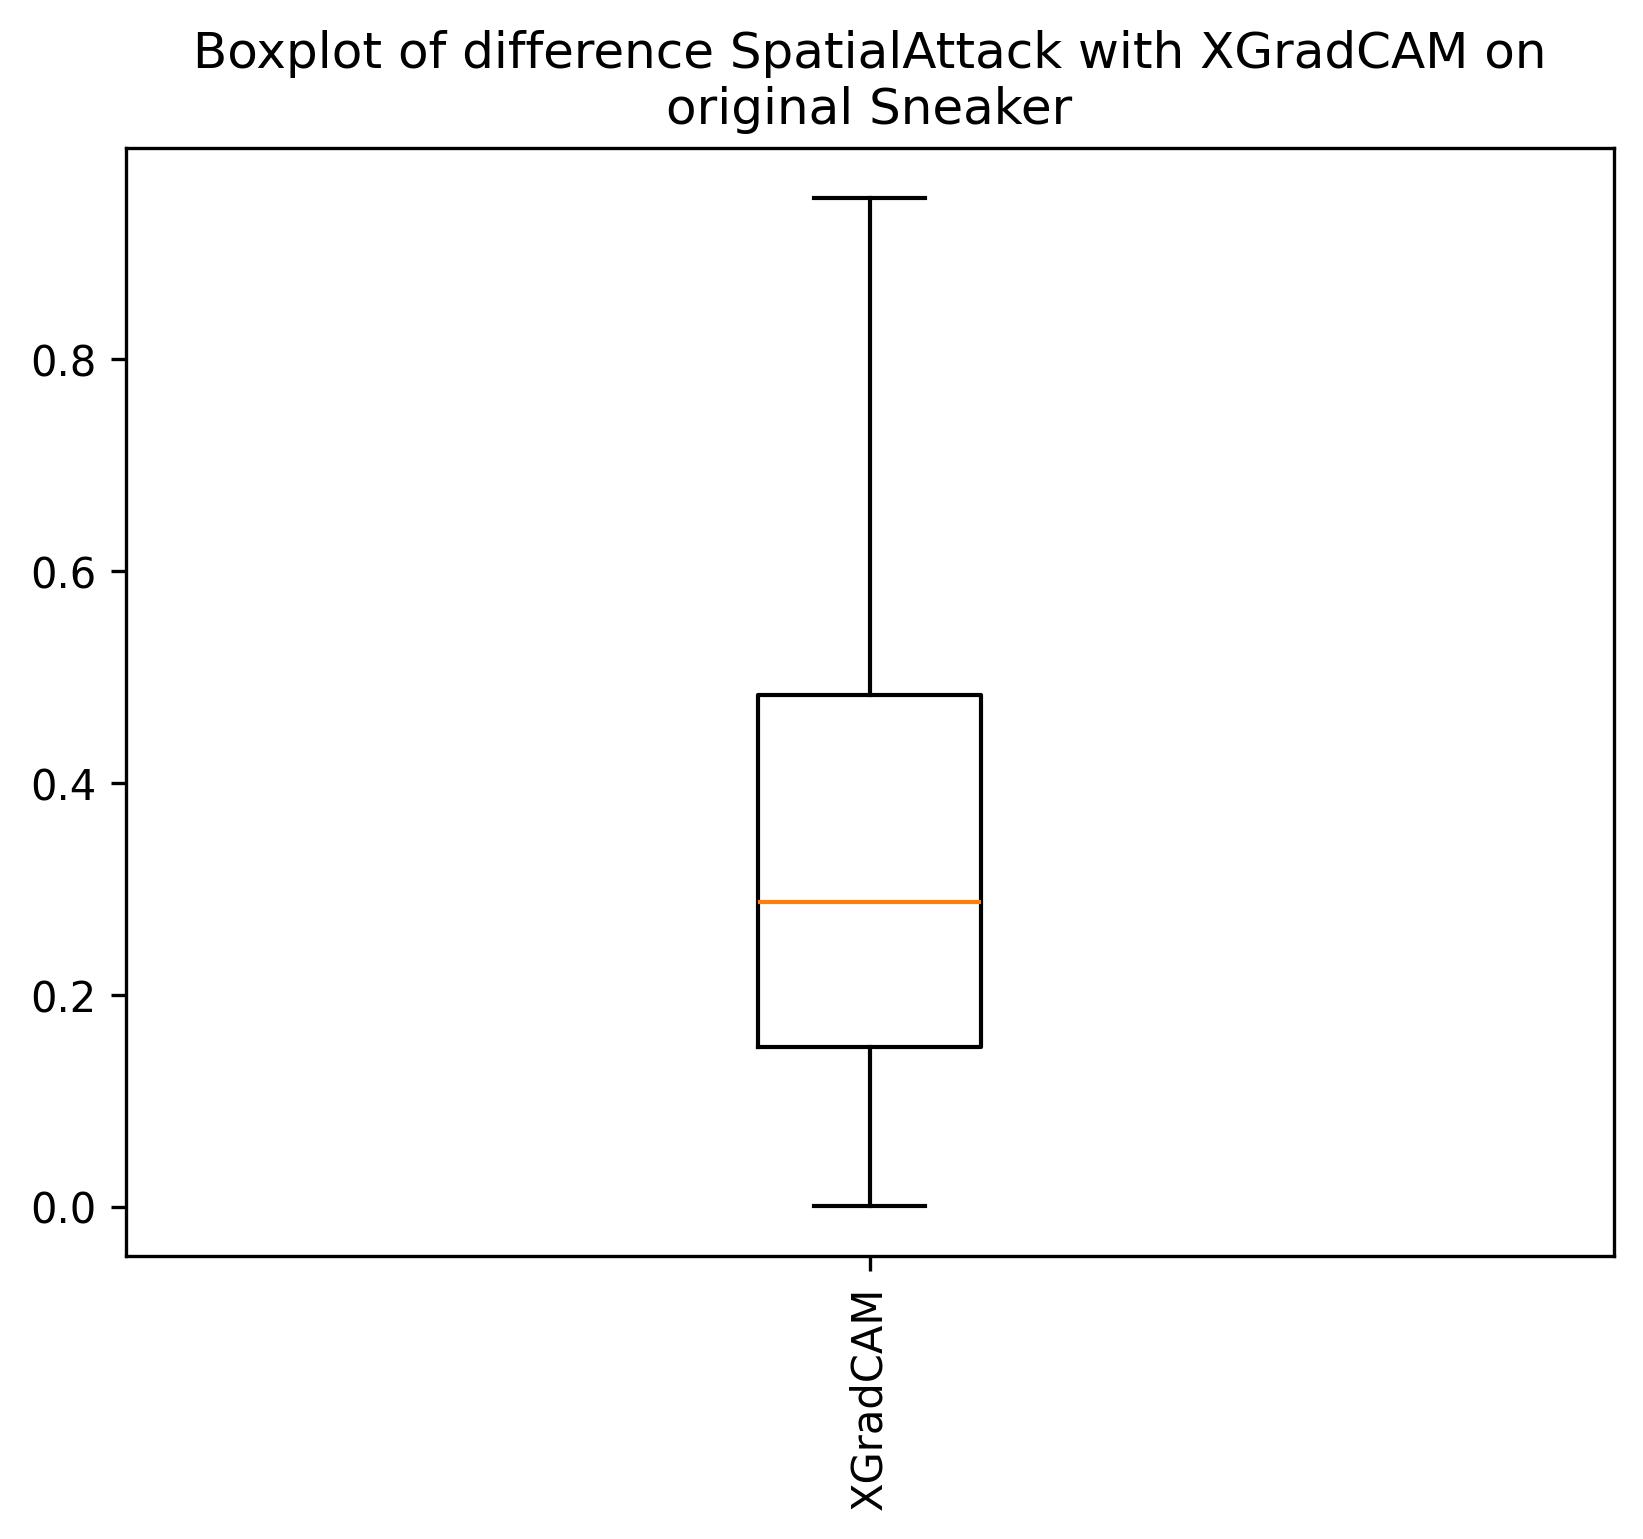 Boxplot of difference SpatialAttack with XGradCAM on
original Sneaker
0.8
0.6
0.4
0.2
0.0
XGradCAM